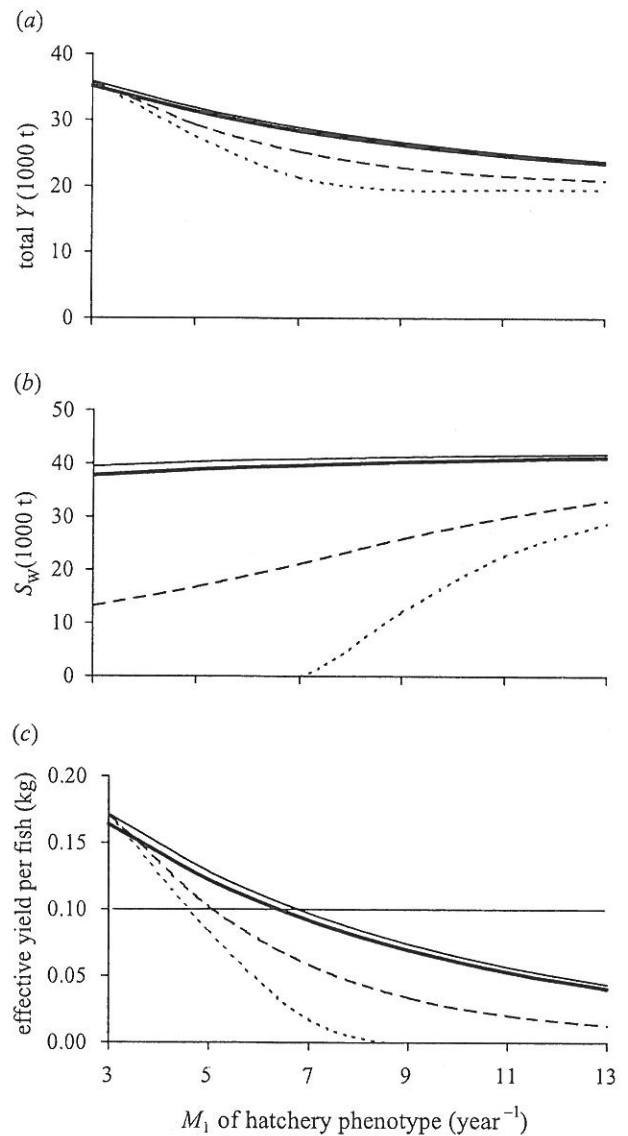 (a)
40
30
20
10
0
total Y (1000 t)
(b)
50
40
30
20
10
0
S_W(1000 t)
(c)
0.20
0.15
0.10
0.05
0.00
effective yield per fish (kg)
3 5 7 9 11 13
M₁ of hatchery phenotype (year⁻¹)